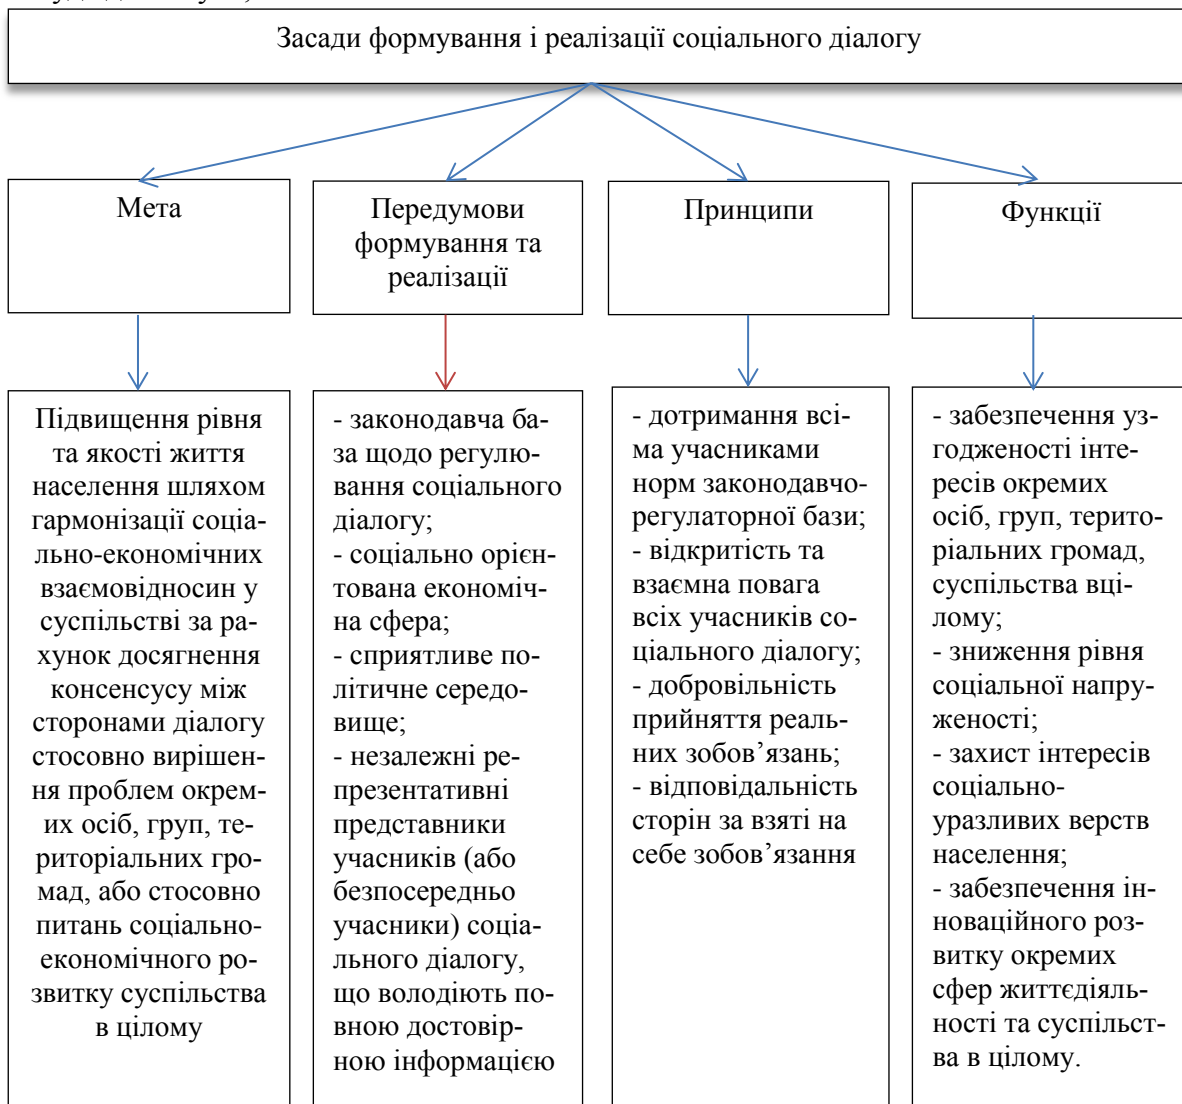 Засади формування і реалізації соціального діалогу
Мета
Передумови
формування та
реалізації
Принципи
Функції
Підвищення рівня
та якості життя
населення шляхом
гармонізації соціа-
льно-економічних
взаємовідносин у
суспільстві за ра-
хунок досягнення
консенсусу між
сторонами діалогу
стосовно вирішен-
ня проблем окрем-
их осіб, груп, те-
риторіальних гро-
мад, або стосовно
питань соціально-
економічного ро-
звитку суспільства
в цілому
- законодавча ба-
за щодо регулю-
вання соціального
діалогу;
- соціально орієн-
тована економіч-
на сфера;
- сприятливе по-
літичне середо-
вище;
- незалежні ре-
презентативні
представники
учасників (або
безпосередньо
учасники) соціа-
льного діалогу,
що володіють по-
вною достовір-
ною інформацією
- дотримання всі-
ма учасниками
норм законодавчо-
регулаторної бази;
- відкритість та
взаємна повага
всіх учасників со-
ціального діалогу;
- добровільність
прийняття реаль-
них зобов’язань;
- відповідальність
сторін за взяті на
себе зобов’язання
- забезпечення уз-
годженості інте-
ресів окремих
осіб, груп, терито-
ріальних громад,
суспільства вці-
лому;
- зниження рівня
соціальної напру-
женості;
- захист інтересів
соціально-
уразливих верств
населення;
- забезпечення ін-
новаційного роз-
витку окремих
сфер життєдіяль-
ності та суспільст-
ва в цілому.